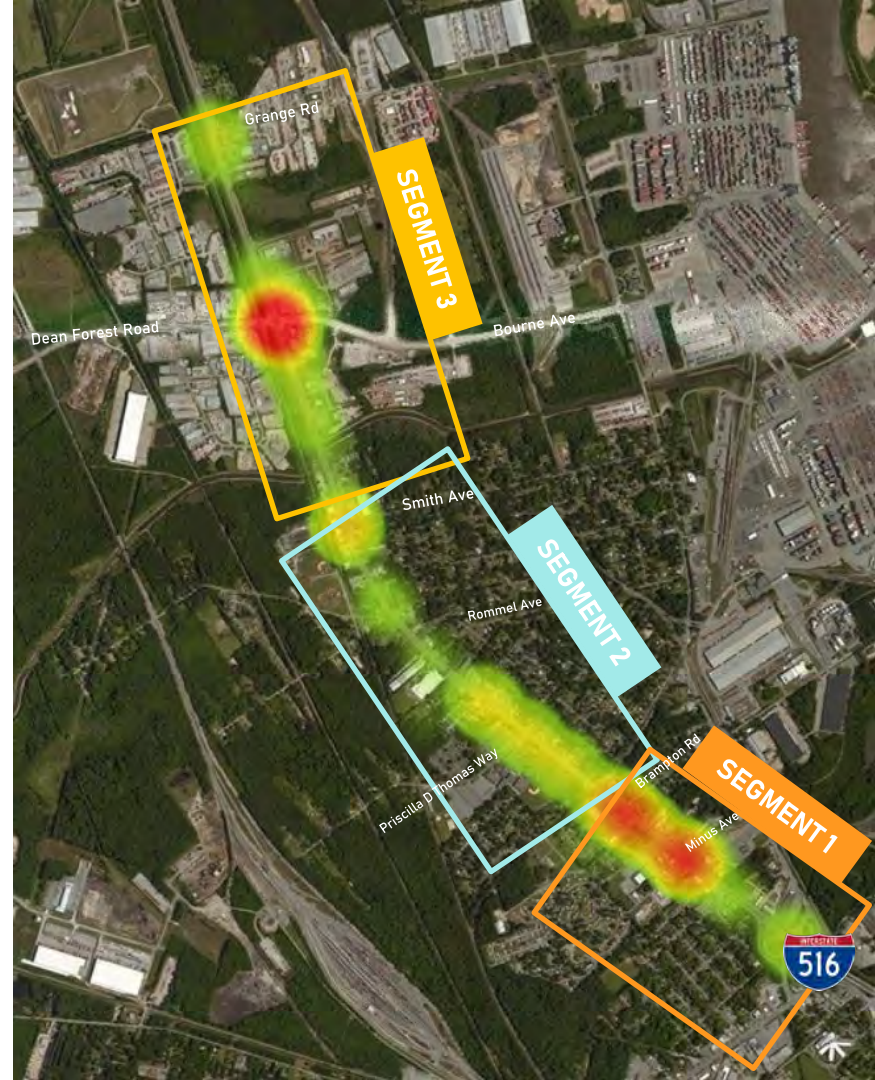 Grange Rd
SEGMENT 3
Dean Forest Road
Bourne Ave
Smith Ave
SEGMENT 2
Rommel Ave
Priscilla D Thomas Way
Brampton Rd
SEGMENT 1
Minus Ave
INTERSTATE
516